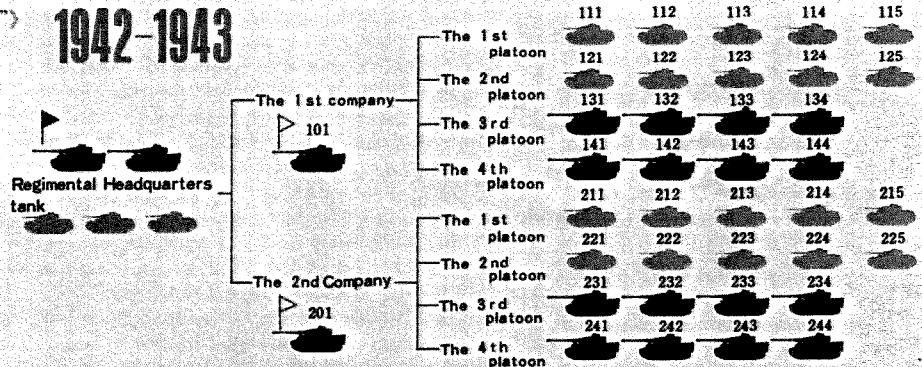 1942-1943
Regimental Headquarters
tank
The 1st company
101
The 1st
platoon
111 112 113 114 115
The 2nd
platoon
121 122 123 124 125
The 3rd
platoon
131 132 133 134
The 4th
platoon
141 142 143 144
The 2nd Company
201
The 1st
platoon
211 212 213 214 215
The 2nd
platoon
221 222 223 224 225
The 3rd
platoon
231 232 233 234
The 4th
platoon
241 242 243 244